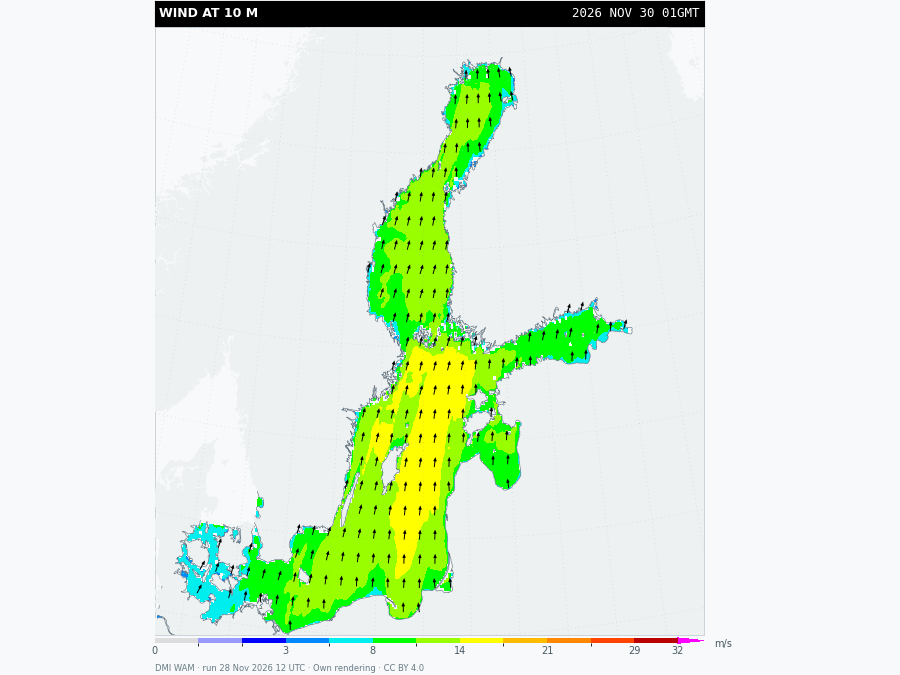 WIND AT 10 M 2026 NOV 30 01GMT
0 3 8 14 21 29 32 m/s
DMI WAM · run 28 Nov 2026 12 UTC · Own rendering · CC BY 4.0